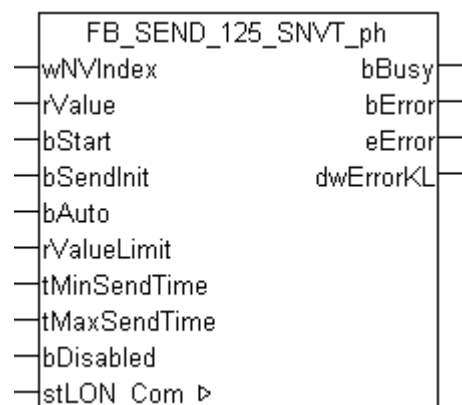 FB_SEND_125_SNVT_ph
wNVIndex bBusy
rValue bError
bStart eError
bSendInit dwErrorKL
bAuto
rValueLimit
tMinSendTime
tMaxSendTime
bDisabled
stLON_Com ▷